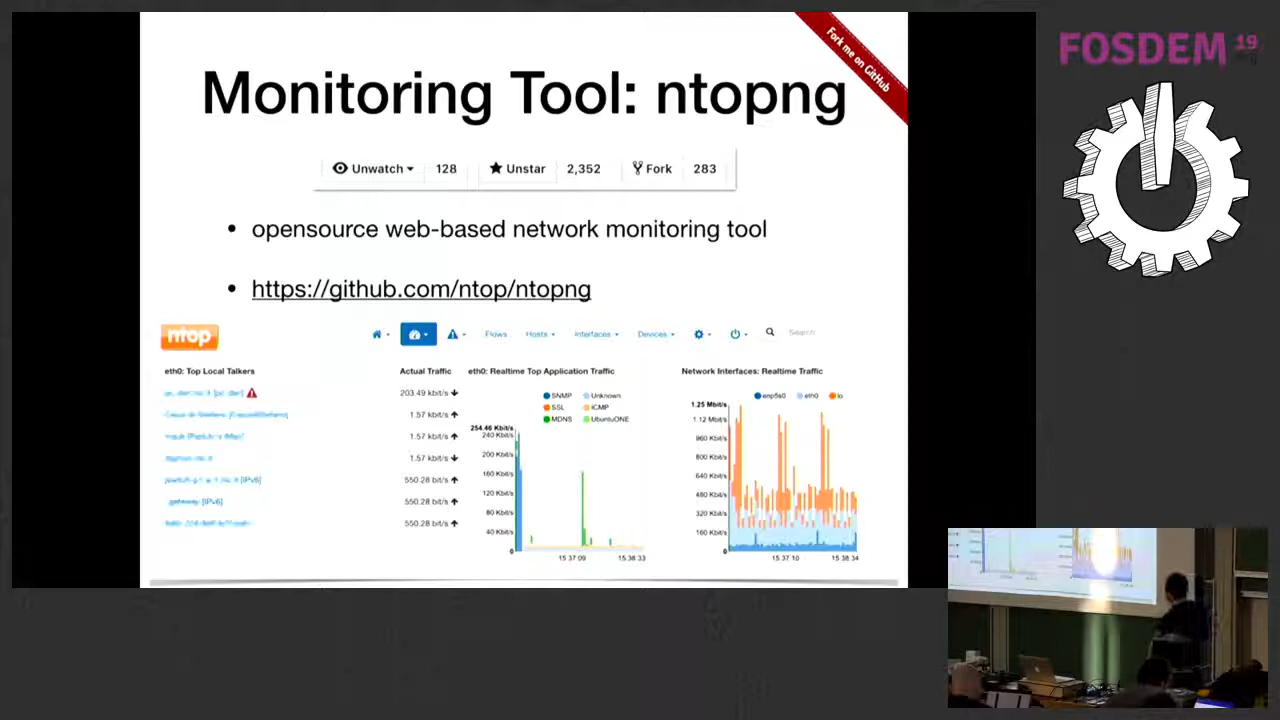 FOSDEM 19
Fork me on GitHub
Monitoring Tool: ntopng
Unwatch 128 Unstar 2,352 Fork 283
• opensource web-based network monitoring tool
• https://github.com/ntop/ntopng
ntop
Flows Hosts Interfaces Devices Search
eth0: Top Local Talkers
Actual Traffic
203.49 kbit/s
1.57 kbit/s
1.57 kbit/s
1.57 kbit/s
[IPv6] 550.28 bit/s
gateway [IPv6] 550.28 bit/s
550.28 bit/s
eth0: Realtime Top Application Traffic
SNMP Unknown
SSL ICMP
MDNS UbuntuONE
254.46 Kbit/s
240 Kbit/s
200 Kbit/s
160 Kbit/s
120 Kbit/s
80 Kbit/s
40 Kbit/s
0
15 37 09 15 38 33
Network Interfaces: Realtime Traffic
enp5s0 eth0 lo
1.25 Mbit/s
1.12 Mbit/s
960 Kbit/s
800 Kbit/s
640 Kbit/s
480 Kbit/s
320 Kbit/s
160 Kbit/s
0
15 37 10 15 38 34